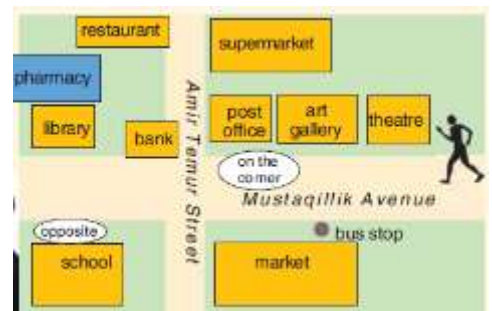 restaurant
supermarket
pharmacy
library
bank
post
office
art
gallery
theatre
on the
corner
Amir Temur Street
Mustaqillik Avenue
opposite
bus stop
school
market